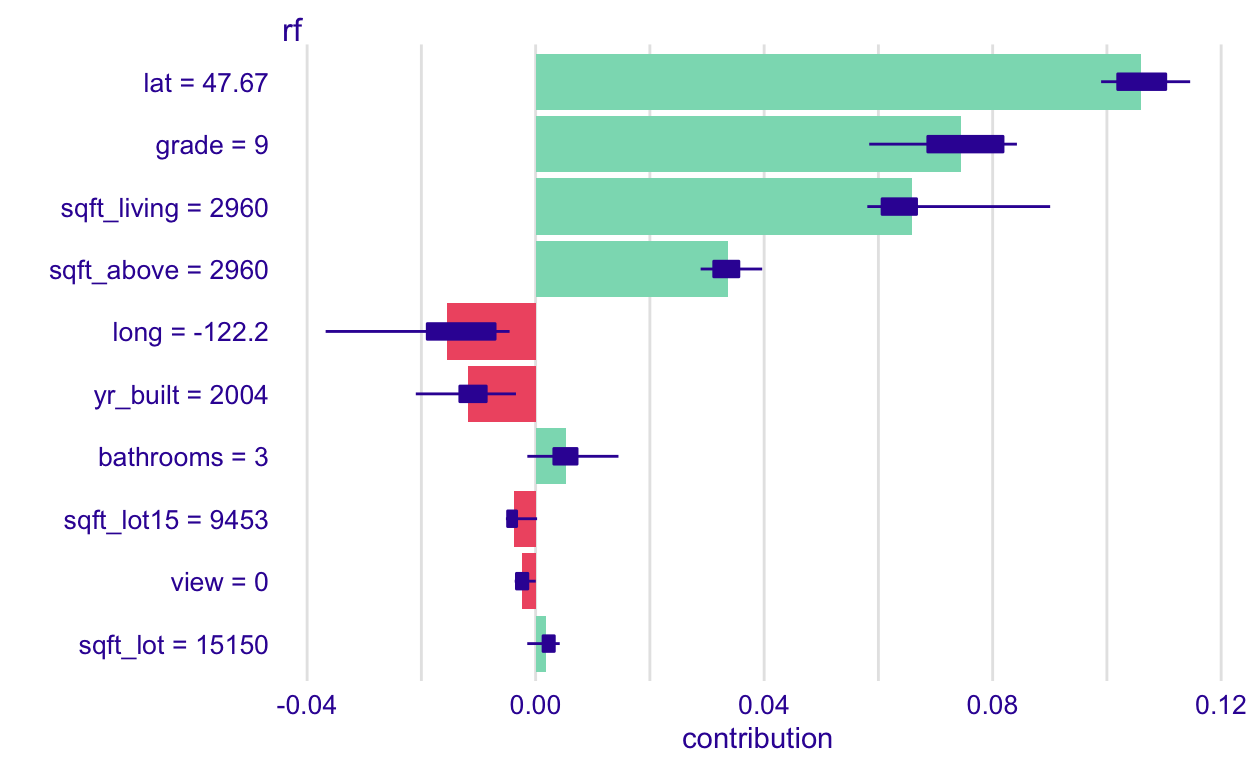 rf
lat = 47.67
grade = 9
sqft_living = 2960
sqft_above = 2960
long = -122.2
yr_built = 2004
bathrooms = 3
sqft_lot15 = 9453
view = 0
sqft_lot = 15150
-0.04 0.00 0.04 0.08 0.12
contribution